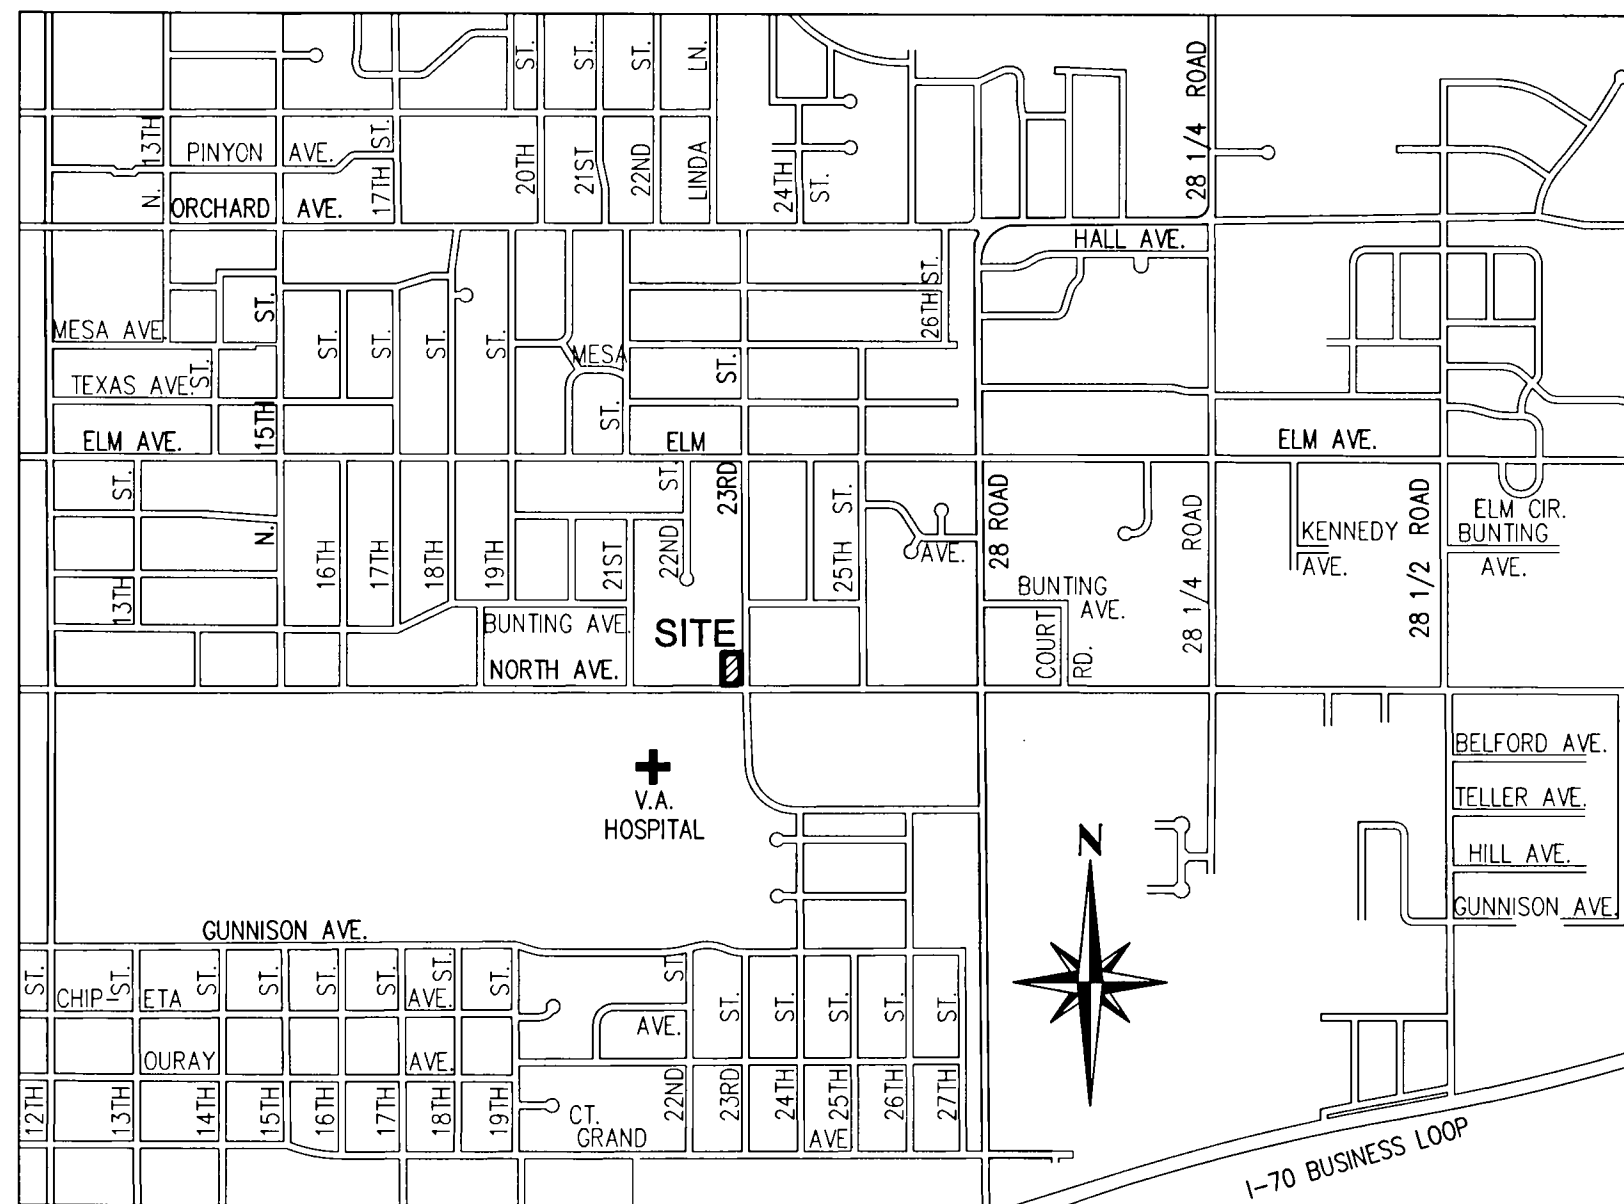 ST.
ST.
ST.
LN.
28 1/4 ROAD
N. 13TH
PINYON AVE.
17TH ST.
20TH
21ST
22ND
LINDA
24TH ST.
ORCHARD AVE.
HALL AVE.
MESA AVE.
ST.
ST.
ST.
ST.
ST.
MESA
26TH ST.
TEXAS AVE.
ST.
ST.
ST.
ELM AVE.
15TH
ELM
ELM AVE.
ST.
N.
16TH
17TH
18TH
19TH
21ST
22ND
ST.
23RD
25TH ST.
AVE.
28 ROAD
28 1/4 ROAD
KENNEDY
AVE.
28 1/2 ROAD
ELM CIR.
BUNTING
AVE.
13TH
BUNTING AVE.
SITE
NORTH AVE.
BUNTING
AVE.
COURT
RD.
V.A.
HOSPITAL
BELFORD AVE.
TELLER AVE.
HILL AVE.
GUNNISON AVE.
N
GUNNISON AVE.
ST.
CHIP-
ST.
ETA
ST.
ST.
ST.
ST.
ST.
AVE.
ST.
ST.
AVE.
ST.
ST.
ST.
ST.
ST.
OURAY
AVE.
12TH
13TH
14TH
15TH
16TH
17TH
18TH
19TH
CT.
GRAND
22ND
23RD
24TH
25TH
AVE
26TH
27TH
I-70 BUSINESS LOOP